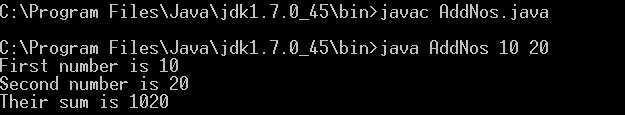 C:\Program Files\Java\jdk1.7.0_45\bin>javac AddNos.java
C:\Program Files\Java\jdk1.7.0_45\bin>java AddNos 10 20
First number is 10
Second number is 20
Their sum is 1020